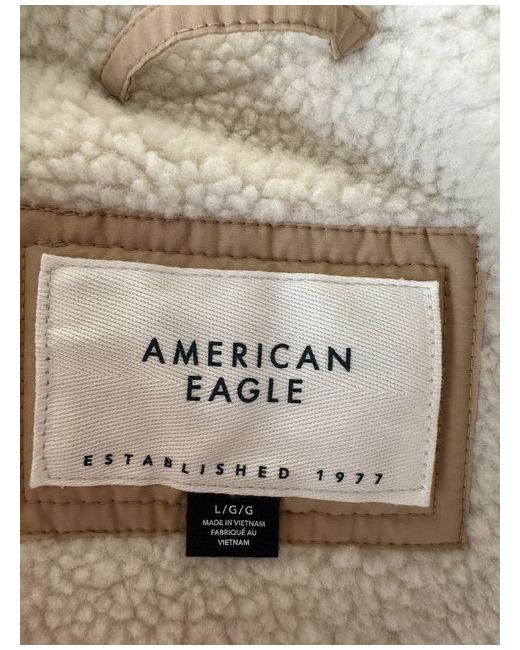 AMERICAN
EAGLE
ESTABLISHED 1977
L/G/G
MADE IN VIETNAM
FABRIQUÉ AU
VIETNAM